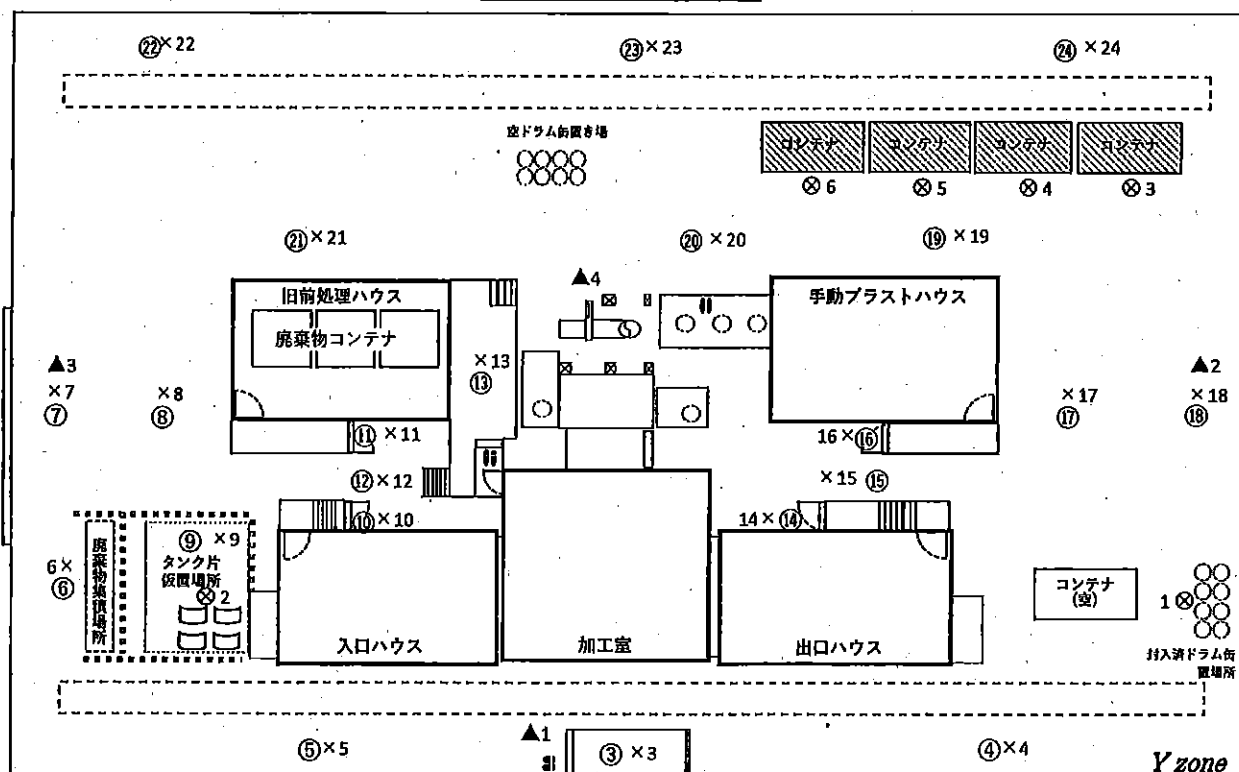 ㉒×22
㉓×23
㉔×24
空ドラム缶置き場
コンテナ
コンテナ
コンテナ
コンテナ
⊗6
⊗5
⊗4
⊗3
㉑×21
⑳×20
⑲×19
▲4
旧前処理ハウス
廃棄物コンテナ
手動ブラストハウス
×13
⑬
▲3
×7
⑦
×8
⑧
▲2
×17
⑰
×18
⑱
⑪×11
16×⑯
⑫×12
×15 ⑮
⑩×10
14×⑭
6×
⑥
廃棄物集積場所
⑨ ×9
タンク片
仮置場所
⊗2
コンテナ
(空)
1⊗
入口ハウス
加工室
出口ハウス
封入済ドラム缶
置場所
⑤×5
▲1
③×3
④×4
Y zone